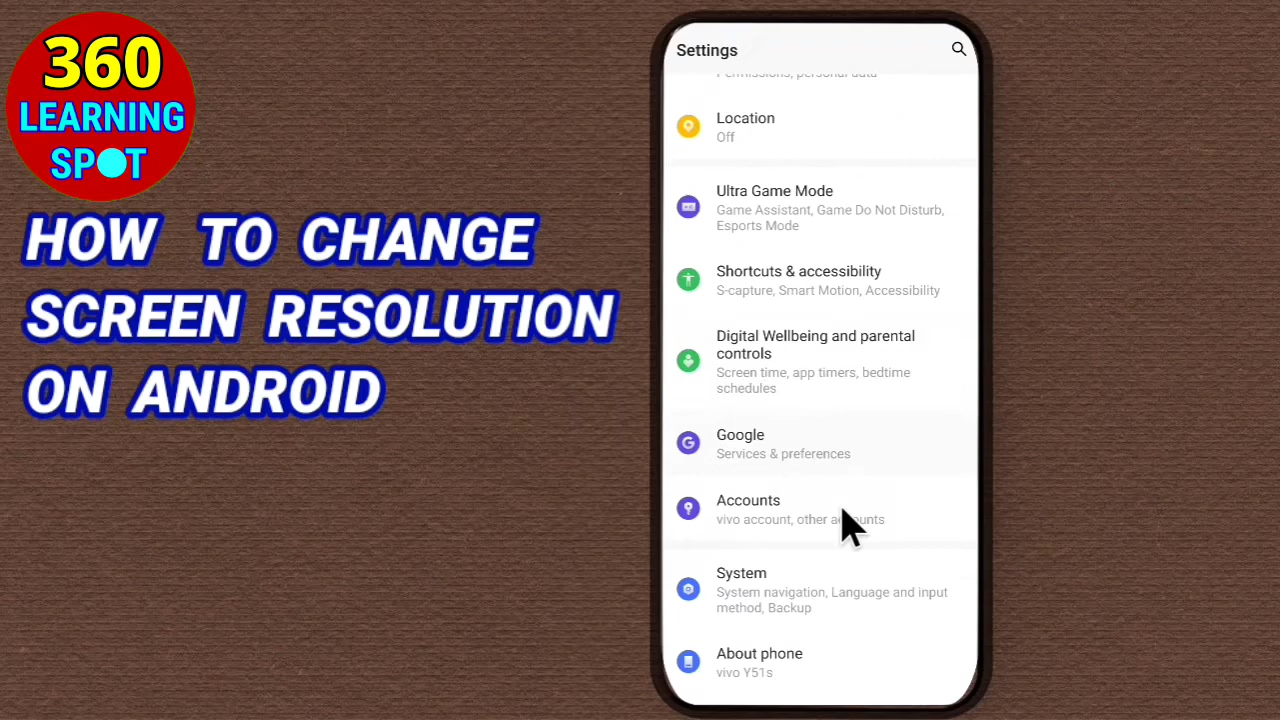 360
LEARNING
SPOT
HOW TO CHANGE
SCREEN RESOLUTION
ON ANDROID
Settings
Permissions, personal data
Location
Off
Ultra Game Mode
Game Assistant, Game Do Not Disturb,
Esports Mode
Shortcuts & accessibility
S-capture, Smart Motion, Accessibility
Digital Wellbeing and parental
controls
Screen time, app timers, bedtime
schedules
Google
Services & preferences
Accounts
vivo account, other accounts
System
System navigation, Language and input
method, Backup
About phone
vivo Y51s